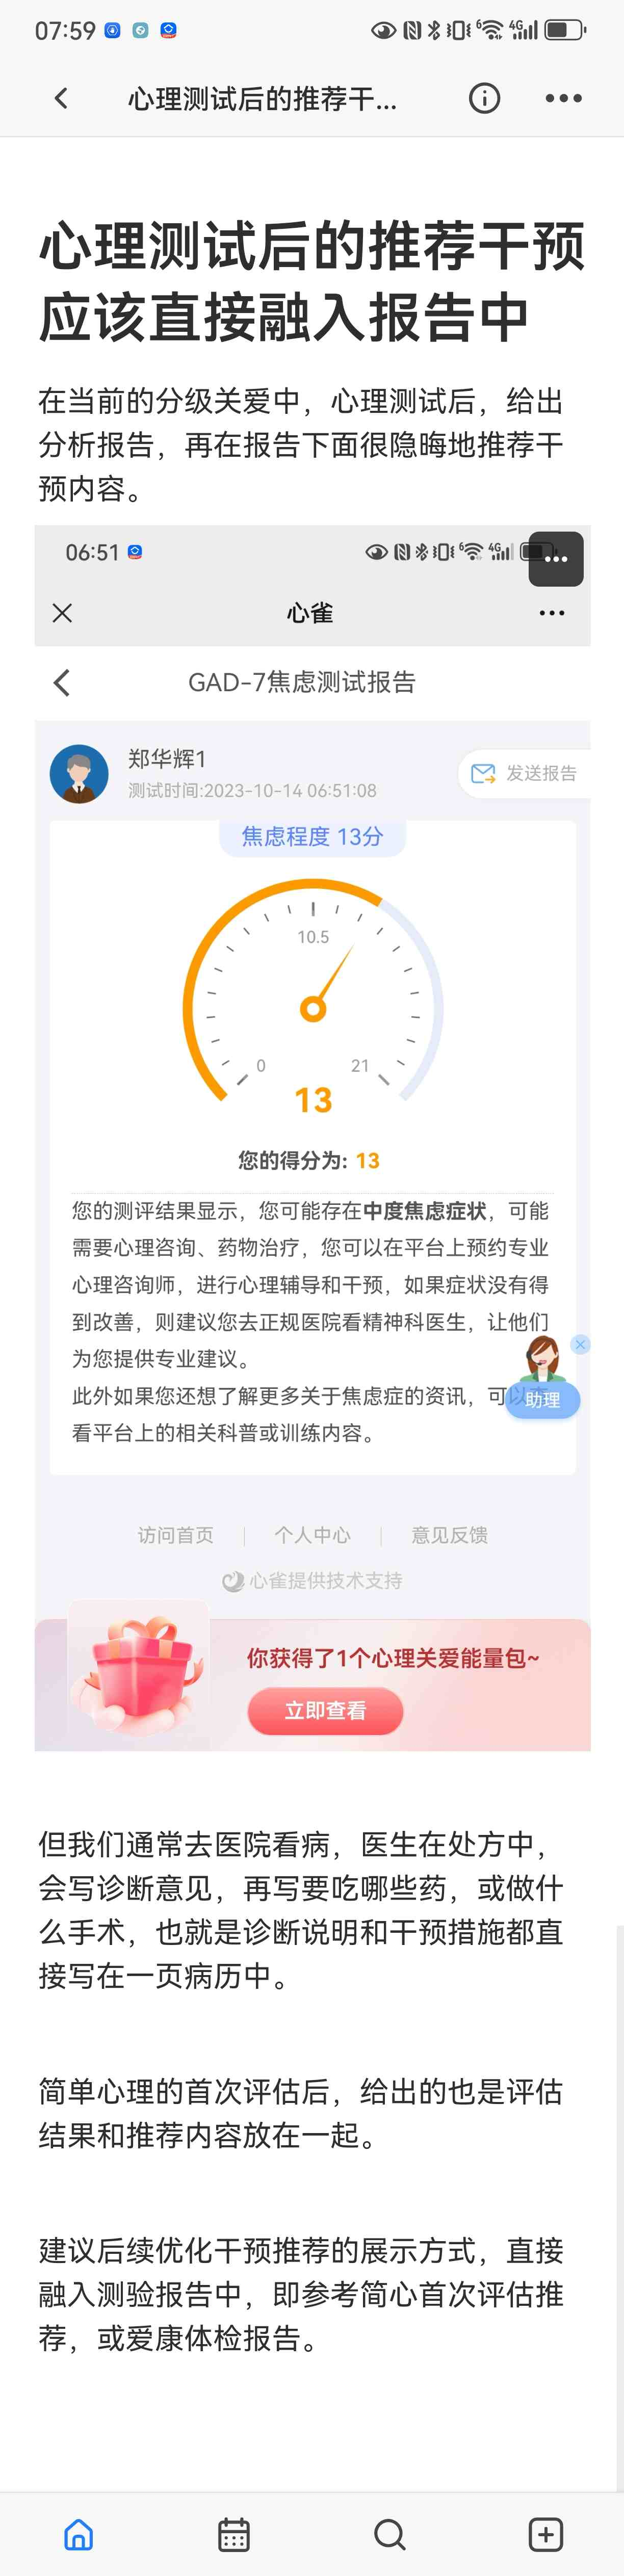 07:59
6
4G
心理测试后的推荐干...
心理测试后的推荐干预
应该直接融入报告中
在当前的分级关爱中，心理测试后，给出
分析报告，再在报告下面很隐晦地推荐干
预内容。
06:51
6
4G
心雀
GAD-7焦虑测试报告
郑华辉1
测试时间:2023-10-14 06:51:08
发送报告
焦虑程度 13分
10.5
0
21
13
您的得分为: 13
您的测评结果显示，您可能存在中度焦虑症状，可能
需要心理咨询、药物治疗，您可以在平台上预约专业
心理咨询师，进行心理辅导和干预，如果症状没有得
到改善，则建议您去正规医院看精神科医生，让他们
为您提供专业建议。
此外如果您还想了解更多关于焦虑症的资讯，可以查
看平台上的相关科普或训练内容。
助理
访问首页 | 个人中心 | 意见反馈
心雀提供技术支持
你获得了1个心理关爱能量包~
立即查看
但我们通常去医院看病，医生在处方中，
会写诊断意见，再写要吃哪些药，或做什
么手术，也就是诊断说明和干预措施都直
接写在一页病历中。
简单心理的首次评估后，给出的也是评估
结果和推荐内容放在一起。
建议后续优化干预推荐的展示方式，直接
融入测验报告中，即参考简心首次评估推
荐，或爱康体检报告。